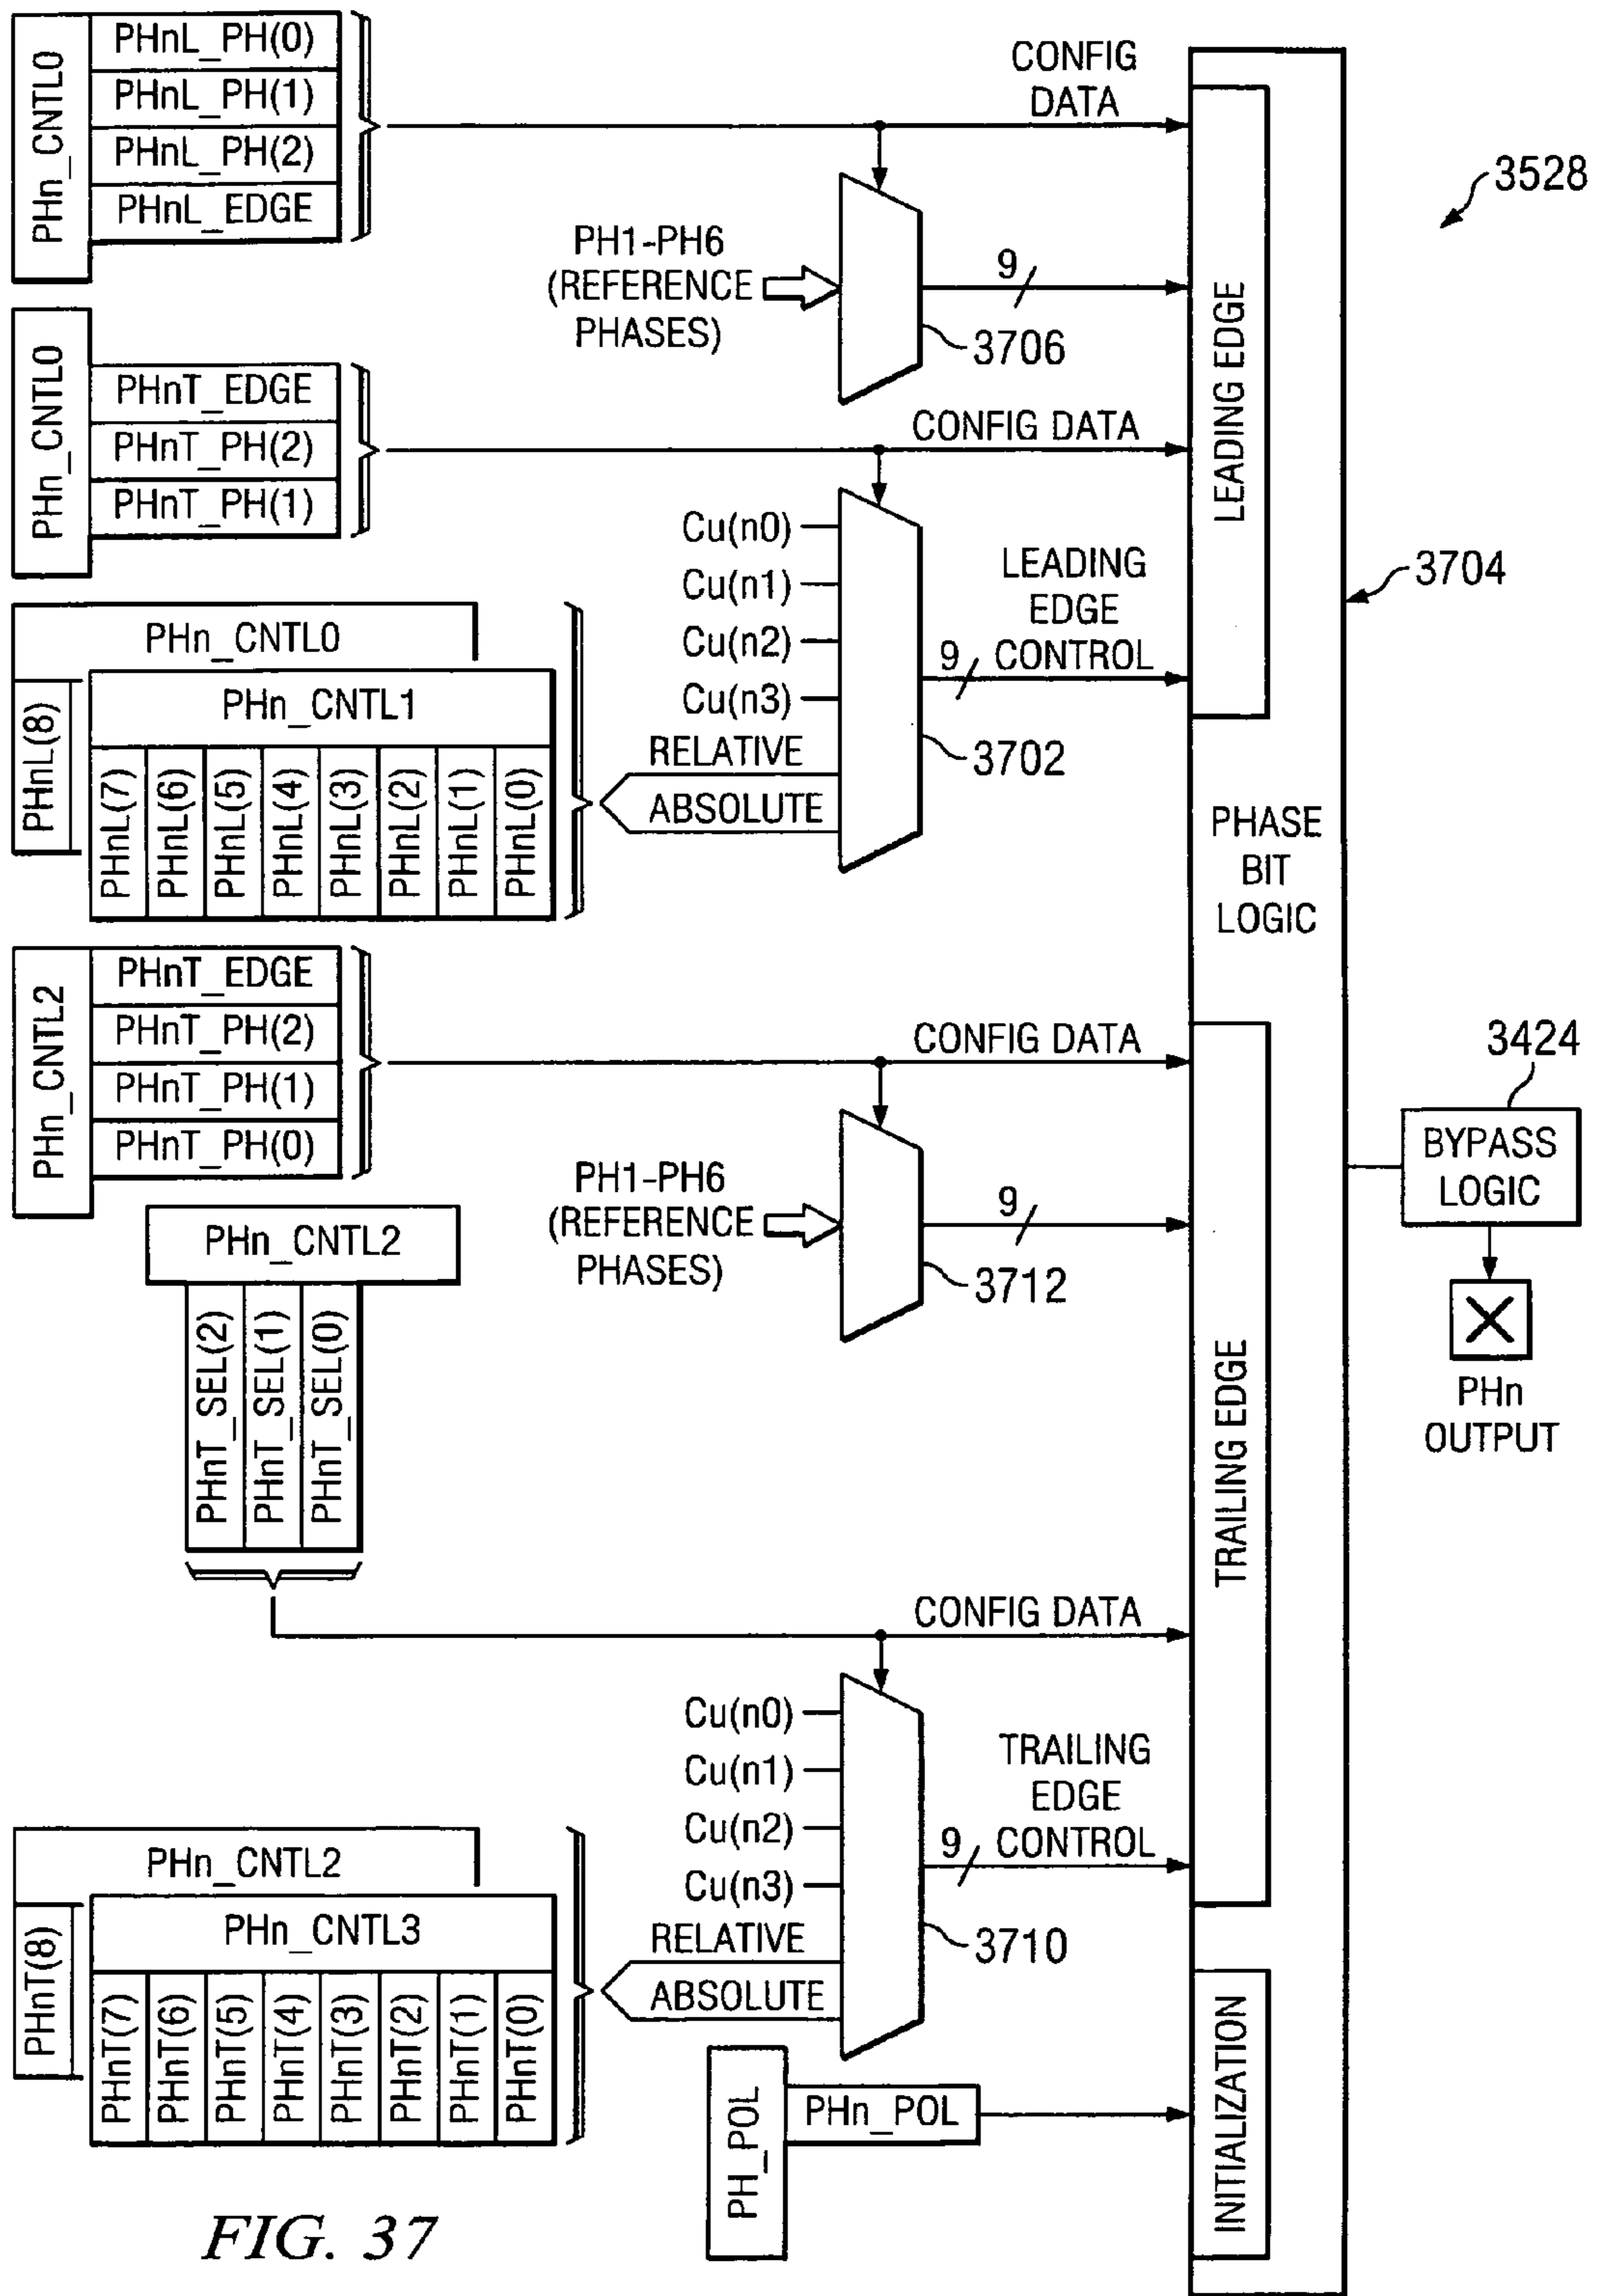 PHn_CNTL0
PHnL_PH(0)
PHnL_PH(1)
PHnL_PH(2)
PHnL_EDGE
CONFIG
DATA
3528
PH1-PH6
(REFERENCE
PHASES)
9
3706
LEADING EDGE
PHn_CNTL0
PHnT_EDGE
PHnT_PH(2)
PHnT_PH(1)
CONFIG DATA
Cu(n0)
Cu(n1)
Cu(n2)
Cu(n3)
RELATIVE
ABSOLUTE
LEADING
EDGE
CONTROL
9
3702
3704
PHn_CNTL0
PHnL(8)
PHn_CNTL1
PHnL(7)
PHnL(6)
PHnL(5)
PHnL(4)
PHnL(3)
PHnL(2)
PHnL(1)
PHnL(0)
PHASE
BIT
LOGIC
PHn_CNTL2
PHnT_EDGE
PHnT_PH(2)
PHnT_PH(1)
PHnT_PH(0)
CONFIG DATA
PH1-PH6
(REFERENCE
PHASES)
9
3712
TRAILING EDGE
3424
BYPASS
LOGIC
PHn
OUTPUT
PHn_CNTL2
PHnT_SEL(2)
PHnT_SEL(1)
PHnT_SEL(0)
CONFIG DATA
Cu(n0)
Cu(n1)
Cu(n2)
Cu(n3)
RELATIVE
ABSOLUTE
TRAILING
EDGE
CONTROL
9
3710
PHn_CNTL2
PHnT(8)
PHn_CNTL3
PHnT(7)
PHnT(6)
PHnT(5)
PHnT(4)
PHnT(3)
PHnT(2)
PHnT(1)
PHnT(0)
PH_POL
PHn_POL
INITIALIZATION
FIG. 37